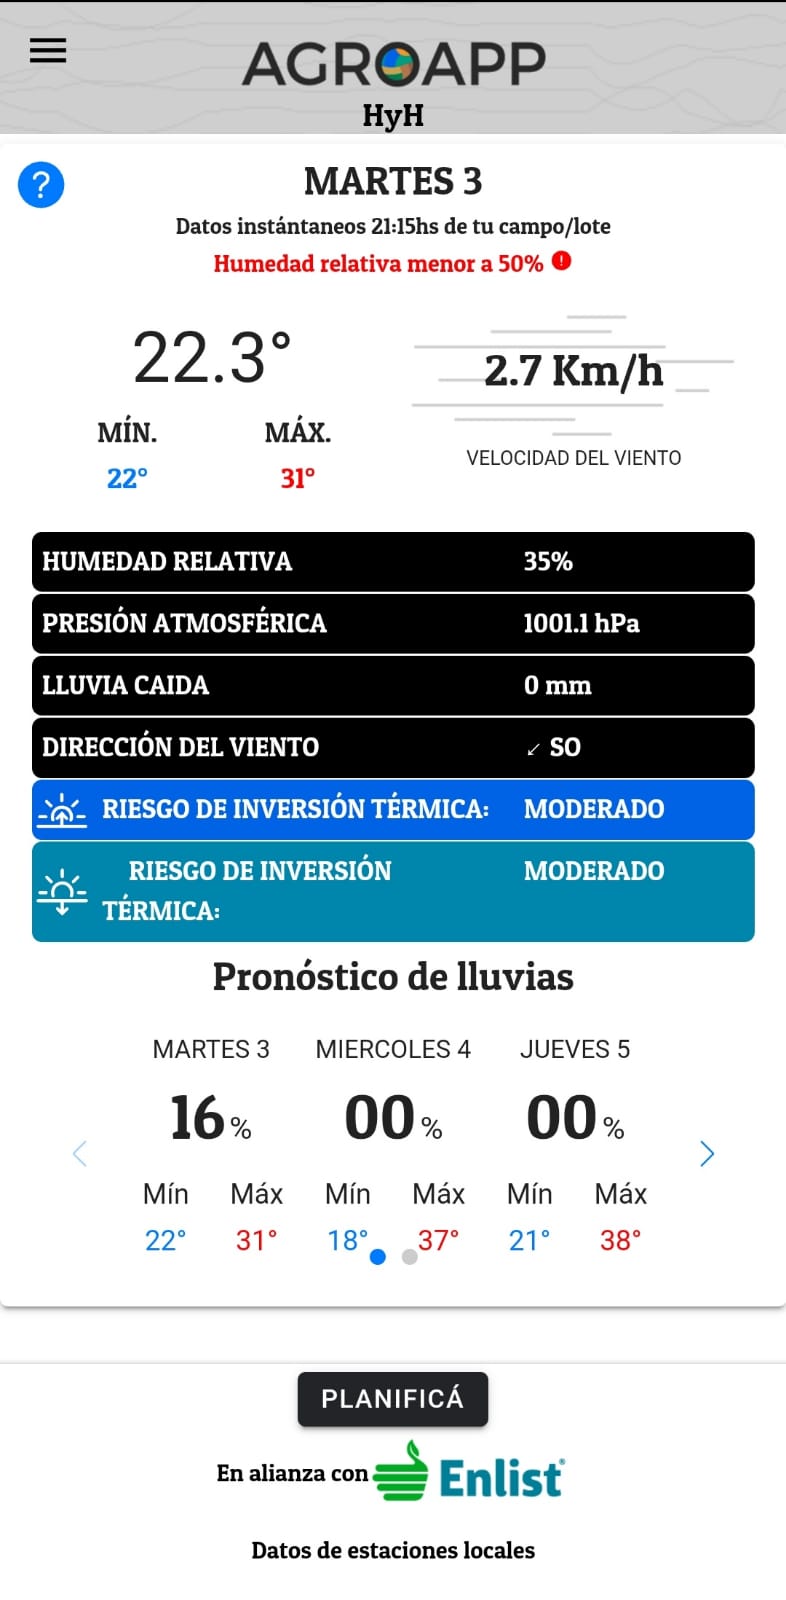 AGROAPP
HyH
?
MARTES 3
Datos instántaneos 21:15hs de tu campo/lote
Humedad relativa menor a 50% !
22.3°
2.7 Km/h
MÍN. MÁX.
22° 31°
VELOCIDAD DEL VIENTO
HUMEDAD RELATIVA 35%
PRESIÓN ATMOSFÉRICA 1001.1 hPa
LLUVIA CAIDA 0 mm
DIRECCIÓN DEL VIENTO ↙ SO
RIESGO DE INVERSIÓN TÉRMICA: MODERADO
RIESGO DE INVERSIÓN MODERADO
TÉRMICA:
Pronóstico de lluvias
MARTES 3 MIERCOLES 4 JUEVES 5
16 % 00 % 00 %
Mín Máx Mín Máx Mín Máx
22° 31° 18° 37° 21° 38°
PLANIFICÁ
En alianza con Enlist®
Datos de estaciones locales